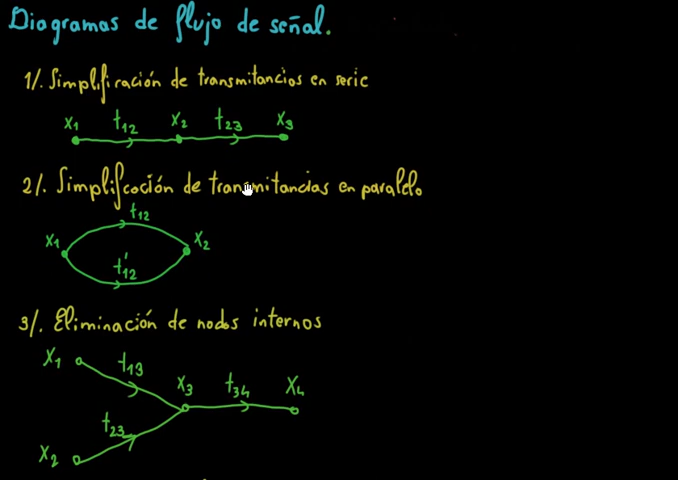 Diagramas de flujo de señal.
1/. Simplificación de transmitancias en serie
x1 t12 x2 t23 x3
2/. Simplificoción de transmitancias en paralelo
t12
x1 x2
t'12
3/. Eliminación de nodos internos
x1 t13
x3 t34 x4
t23
x2